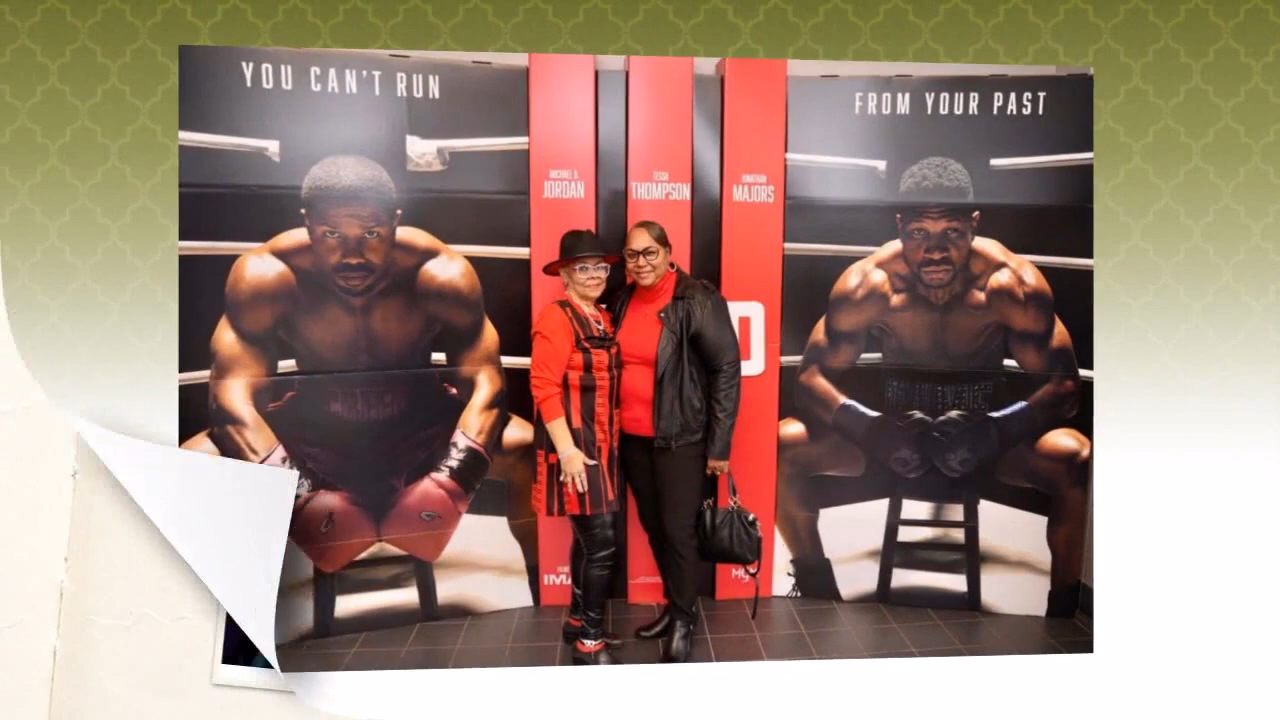 YOU CAN'T RUN
FROM YOUR PAST
MICHAEL B.
JORDAN
TESSA
THOMPSON
JONATHAN
MAJORS